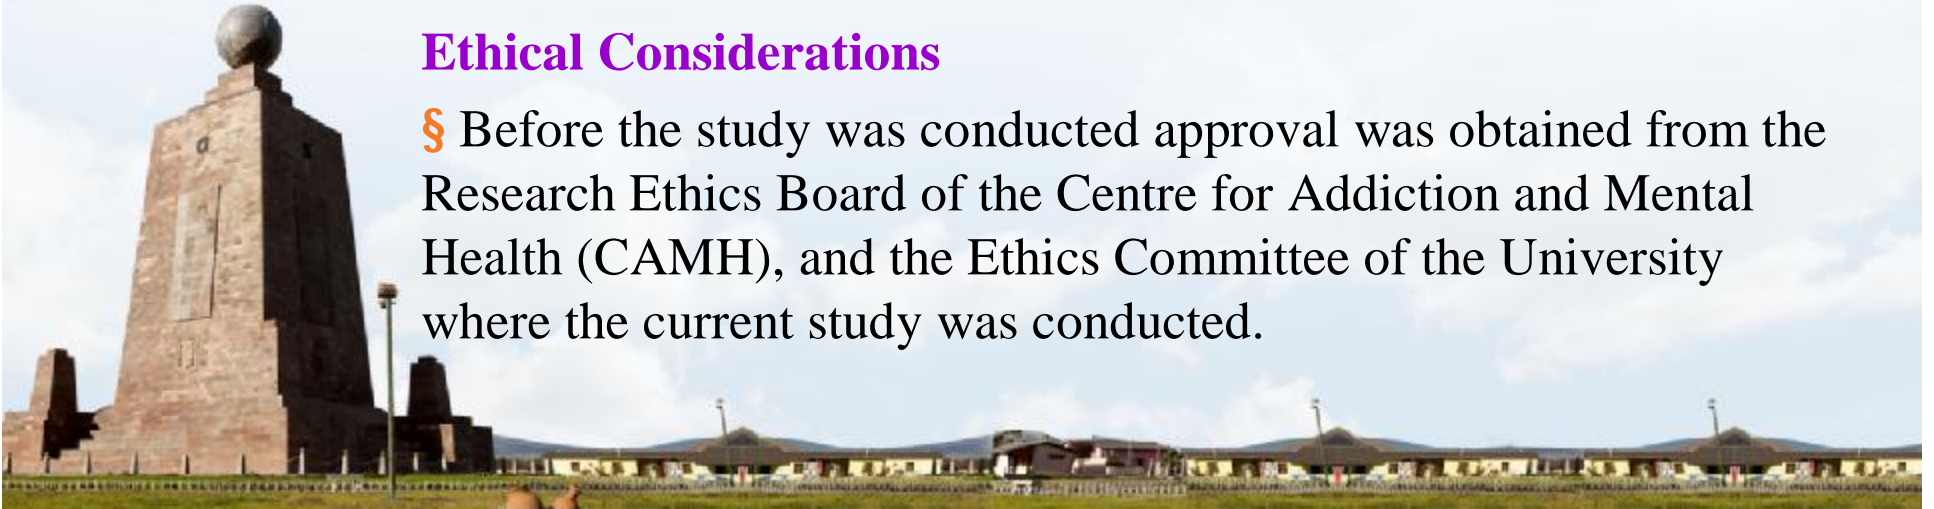 Ethical Considerations
§ Before the study was conducted approval was obtained from the
Research Ethics Board of the Centre for Addiction and Mental
Health (CAMH), and the Ethics Committee of the University
where the current study was conducted.